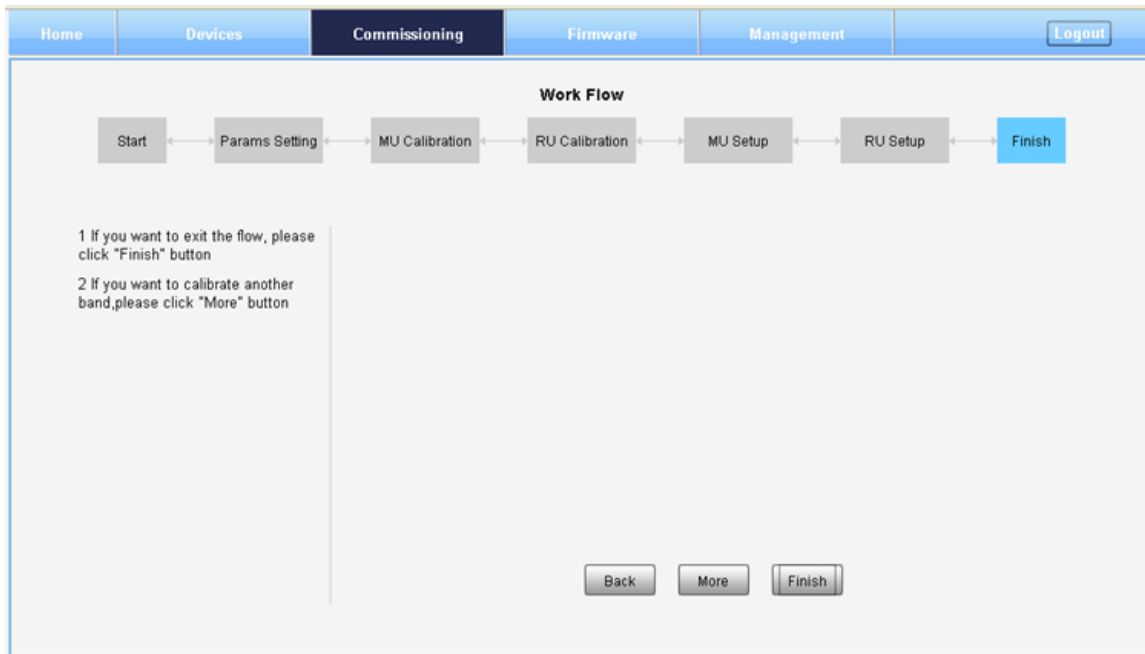 Home Devices Commissioning Firmware Management Logout
Work Flow
Start Params Setting MU Calibration RU Calibration MU Setup RU Setup Finish
1 If you want to exit the flow, please
click "Finish" button
2 If you want to calibrate another
band,please click "More" button
Back More Finish